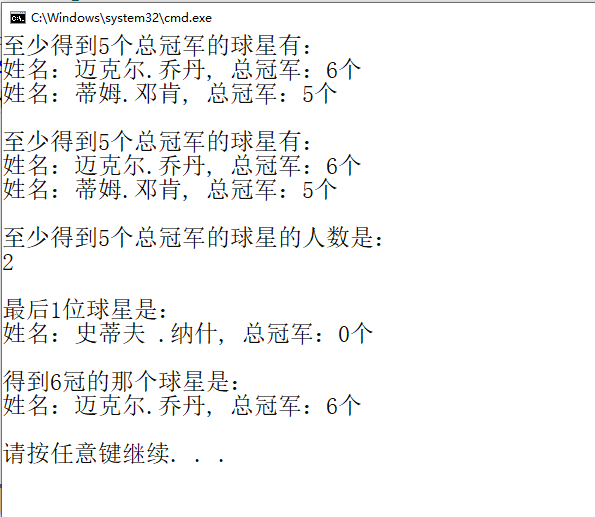 C:\Windows\system32\cmd.exe
至少得到5个总冠军的球星有：
姓名：迈克尔.乔丹, 总冠军：6个
姓名：蒂姆.邓肯, 总冠军：5个
至少得到5个总冠军的球星有：
姓名：迈克尔.乔丹, 总冠军：6个
姓名：蒂姆.邓肯, 总冠军：5个
至少得到5个总冠军的球星的人数是：
2
最后1位球星是：
姓名：史蒂夫 .纳什, 总冠军：0个
得到6冠的那个球星是：
姓名：迈克尔.乔丹, 总冠军：6个
请按任意键继续. . .